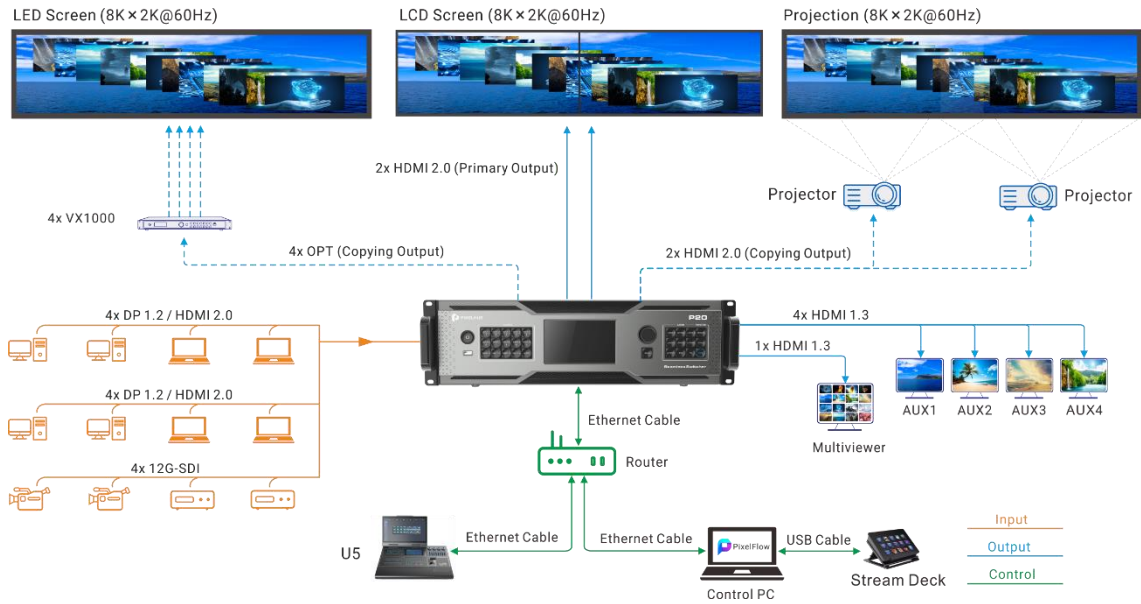 LED Screen (8K×2K@60Hz)
LCD Screen (8K×2K@60Hz)
Projection (8K×2K@60Hz)
2x HDMI 2.0 (Primary Output)
Projector
Projector
4x VX1000
4x OPT (Copying Output)
2x HDMI 2.0 (Copying Output)
4x DP 1.2 / HDMI 2.0
P20
4x HDMI 1.3
1x HDMI 1.3
Seamless Switcher
4x DP 1.2 / HDMI 2.0
AUX1
AUX2
AUX3
AUX4
Ethernet Cable
Multiviewer
4x 12G-SDI
Router
Input
U5
Ethernet Cable
Ethernet Cable
PixelFlow
USB Cable
Output
Stream Deck
Control
Control PC